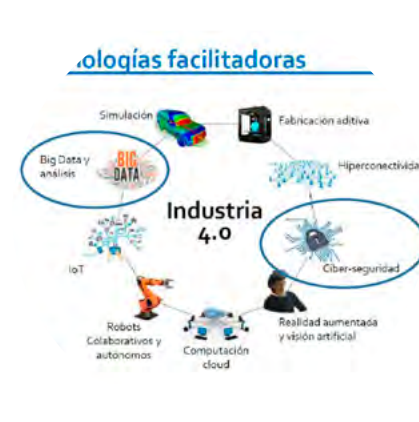 ologías facilitadoras
Simulación
Fabricación aditiva
Big Data y
análisis
BIG
DATA
Hiperconectivida
Industria
4.0
IoT
Ciber-seguridad
Robots
Colaborativos y
autónomos
Computación
cloud
Realidad aumentada
y visión artificial